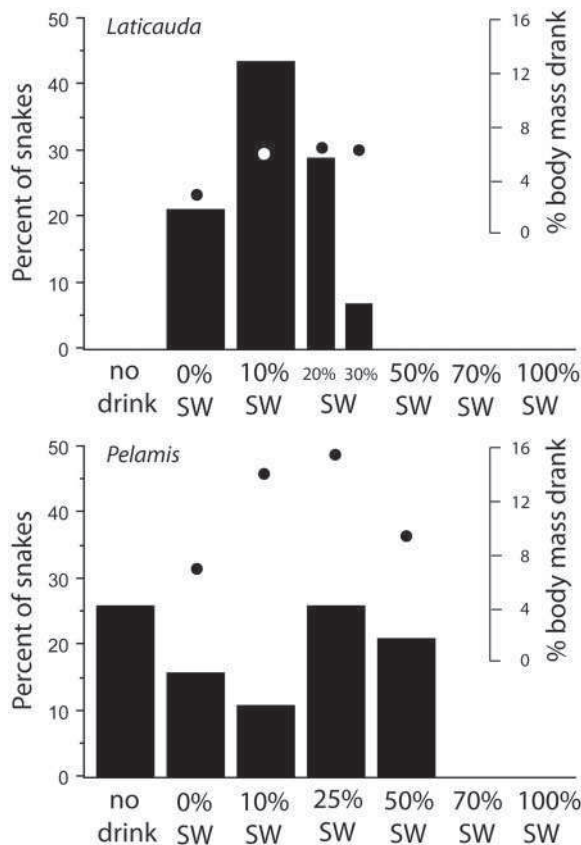 Laticauda
Percent of snakes
50
40
30
20
10
0
% body mass drank
16
12
8
4
0
no drink
0% SW
10% SW
20% 30% SW
50% SW
70% SW
100% SW
Pelamis
Percent of snakes
50
40
30
20
10
0
% body mass drank
16
12
8
4
0
no drink
0% SW
10% SW
25% SW
50% SW
70% SW
100% SW